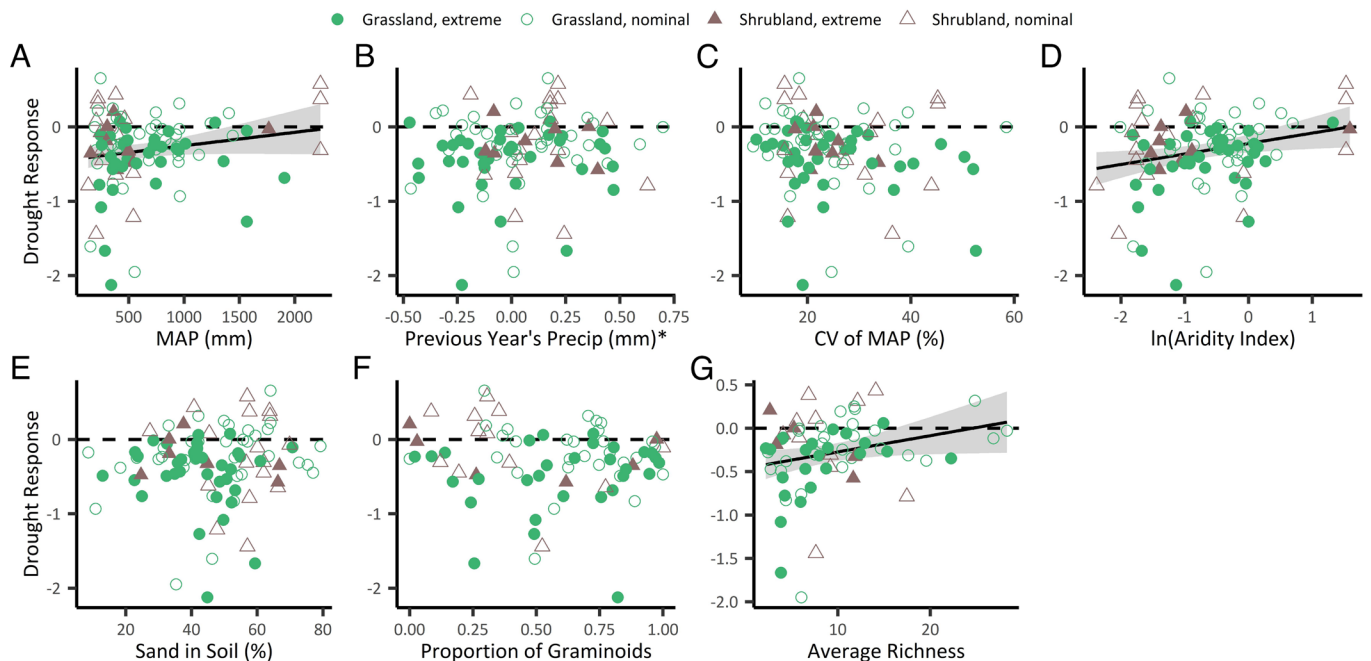 Grassland, extreme Grassland, nominal Shrubland, extreme Shrubland, nominal
A B C D
Drought Response
0
-1
-2
500 1000 1500 2000
MAP (mm)
0
-1
-2
-0.50 -0.25 0.00 0.25 0.50 0.75
Previous Year's Precip (mm)*
0
-1
-2
20 40 60
CV of MAP (%)
0
-1
-2
-2 -1 0 1
ln(Aridity Index)
E F G
Drought Response
0
-1
-2
20 40 60 80
Sand in Soil (%)
0
-1
-2
0.00 0.25 0.50 0.75 1.00
Proportion of Graminoids
0.5
0.0
-0.5
-1.0
-1.5
-2.0
10 20
Average Richness